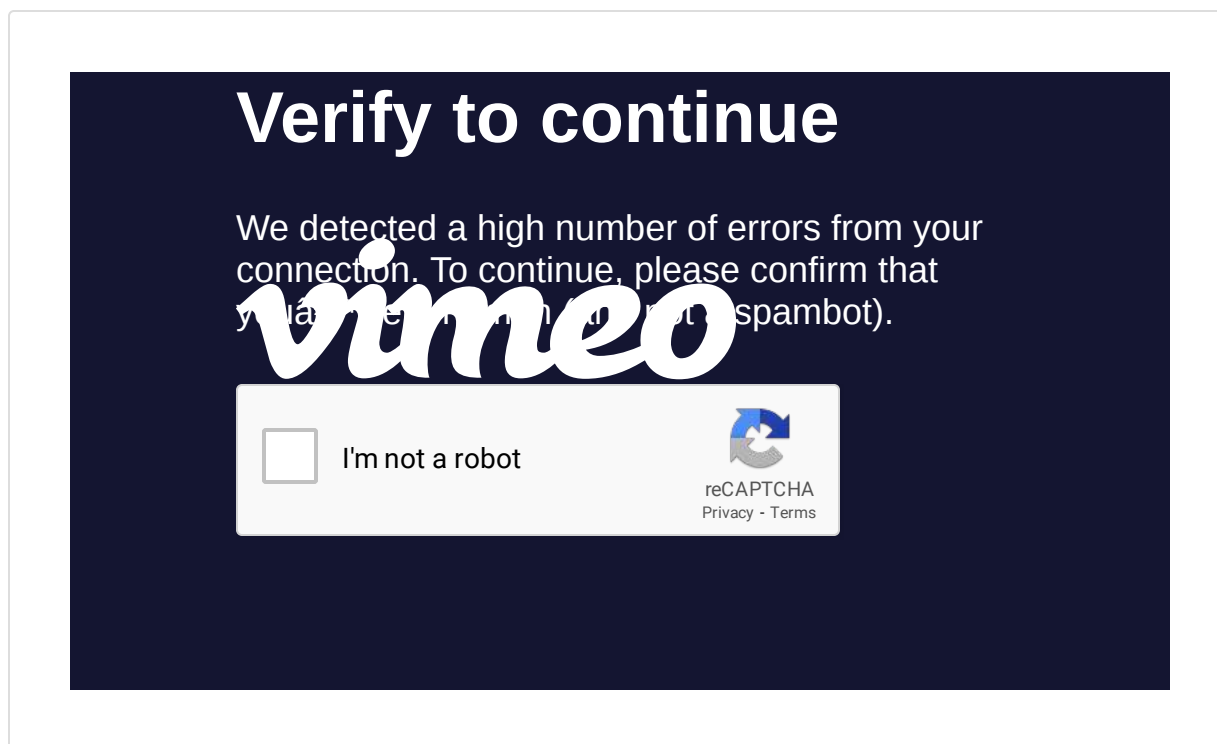 Verify to continue
We detected a high number of errors from your
connection. To continue, please confirm that
spambot).
vimeo
I'm not a robot
reCAPTCHA
Privacy - Terms